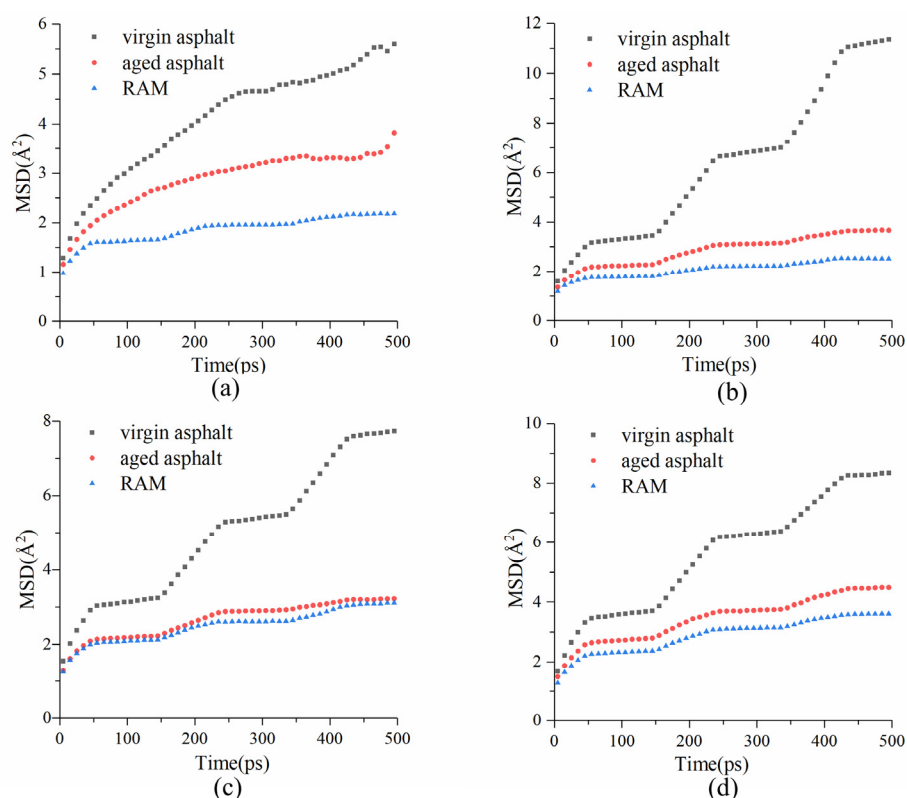 6
5
4
3
2
1
0
MSD(Å²)
virgin asphalt
aged asphalt
RAM
0 100 200 300 400 500
Time(ps)
(a)
12
10
8
6
4
2
0
MSD(Å²)
virgin asphalt
aged asphalt
RAM
0 100 200 300 400 500
Time(ps)
(b)
8
6
4
2
0
MSD(Å²)
virgin asphalt
aged asphalt
RAM
0 100 200 300 400 500
Time(ps)
(c)
10
8
6
4
2
0
MSD(Å²)
virgin asphalt
aged asphalt
RAM
0 100 200 300 400 500
Time(ps)
(d)